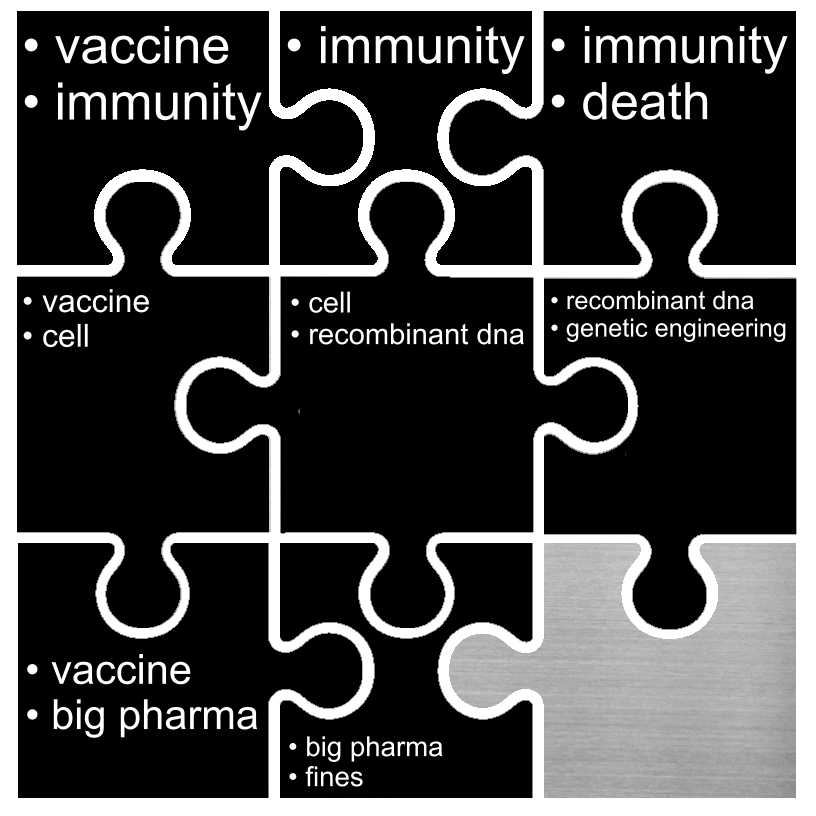 • vaccine
• immunity
• immunity
• immunity
• death
• vaccine
• cell
• cell
• recombinant dna
• recombinant dna
• genetic engineering
• vaccine
• big pharma
• big pharma
• fines